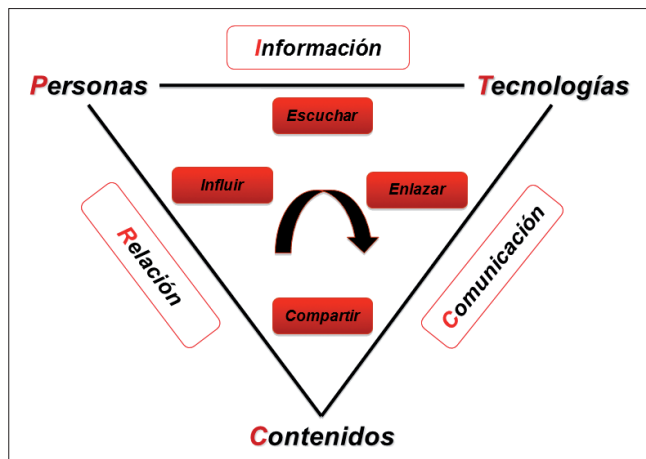 Información
Personas
Tecnologías
Escuchar
Influir
Enlazar
Relación
Comunicación
Compartir
Contenidos